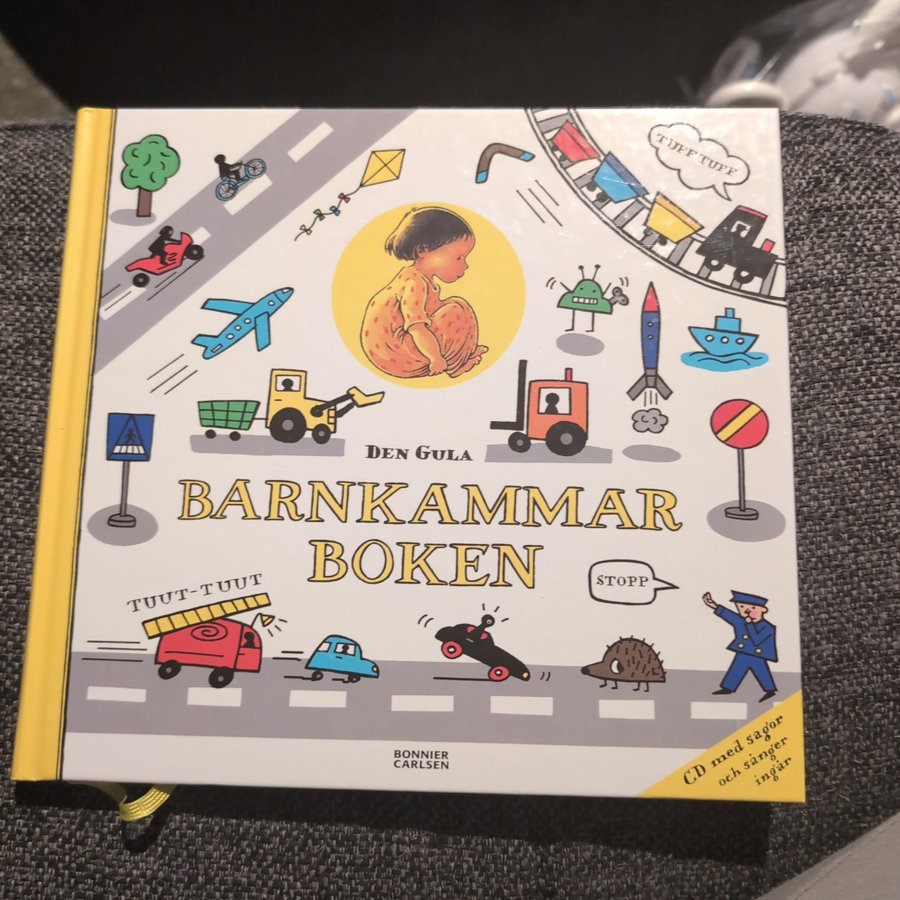 TUFF TUFF
DEN GULA
BARNKAMMAR
BOKEN
STOPP
TUUT-TUUT
BONNIER
CARLSEN
CD med sagor
och sånger
ingår